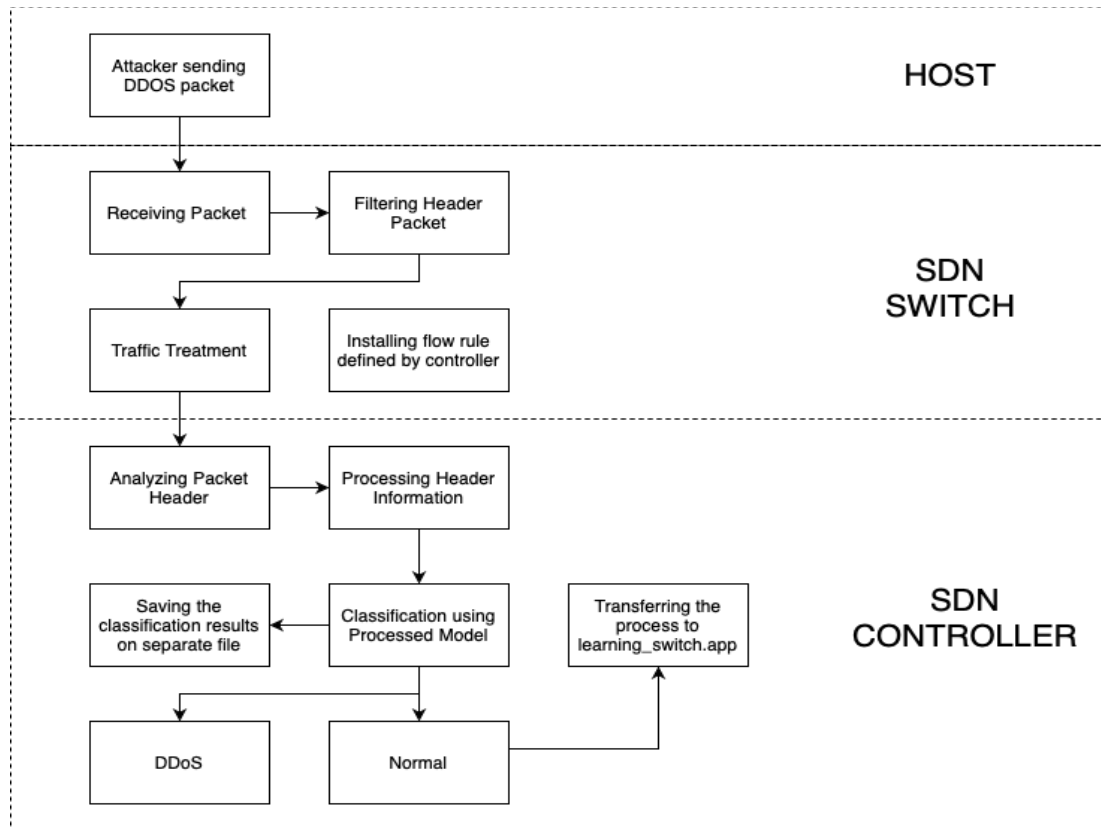 Attacker sending
DDOS packet
HOST
Receiving Packet
Filtering Header
Packet
SDN
SWITCH
Traffic Treatment
Installing flow rule
defined by controller
Analyzing Packet
Header
Processing Header
Information
Saving the
classification results
on separate file
Classification using
Processed Model
Transferring the
process to
learning_switch.app
SDN
CONTROLLER
DDoS
Normal